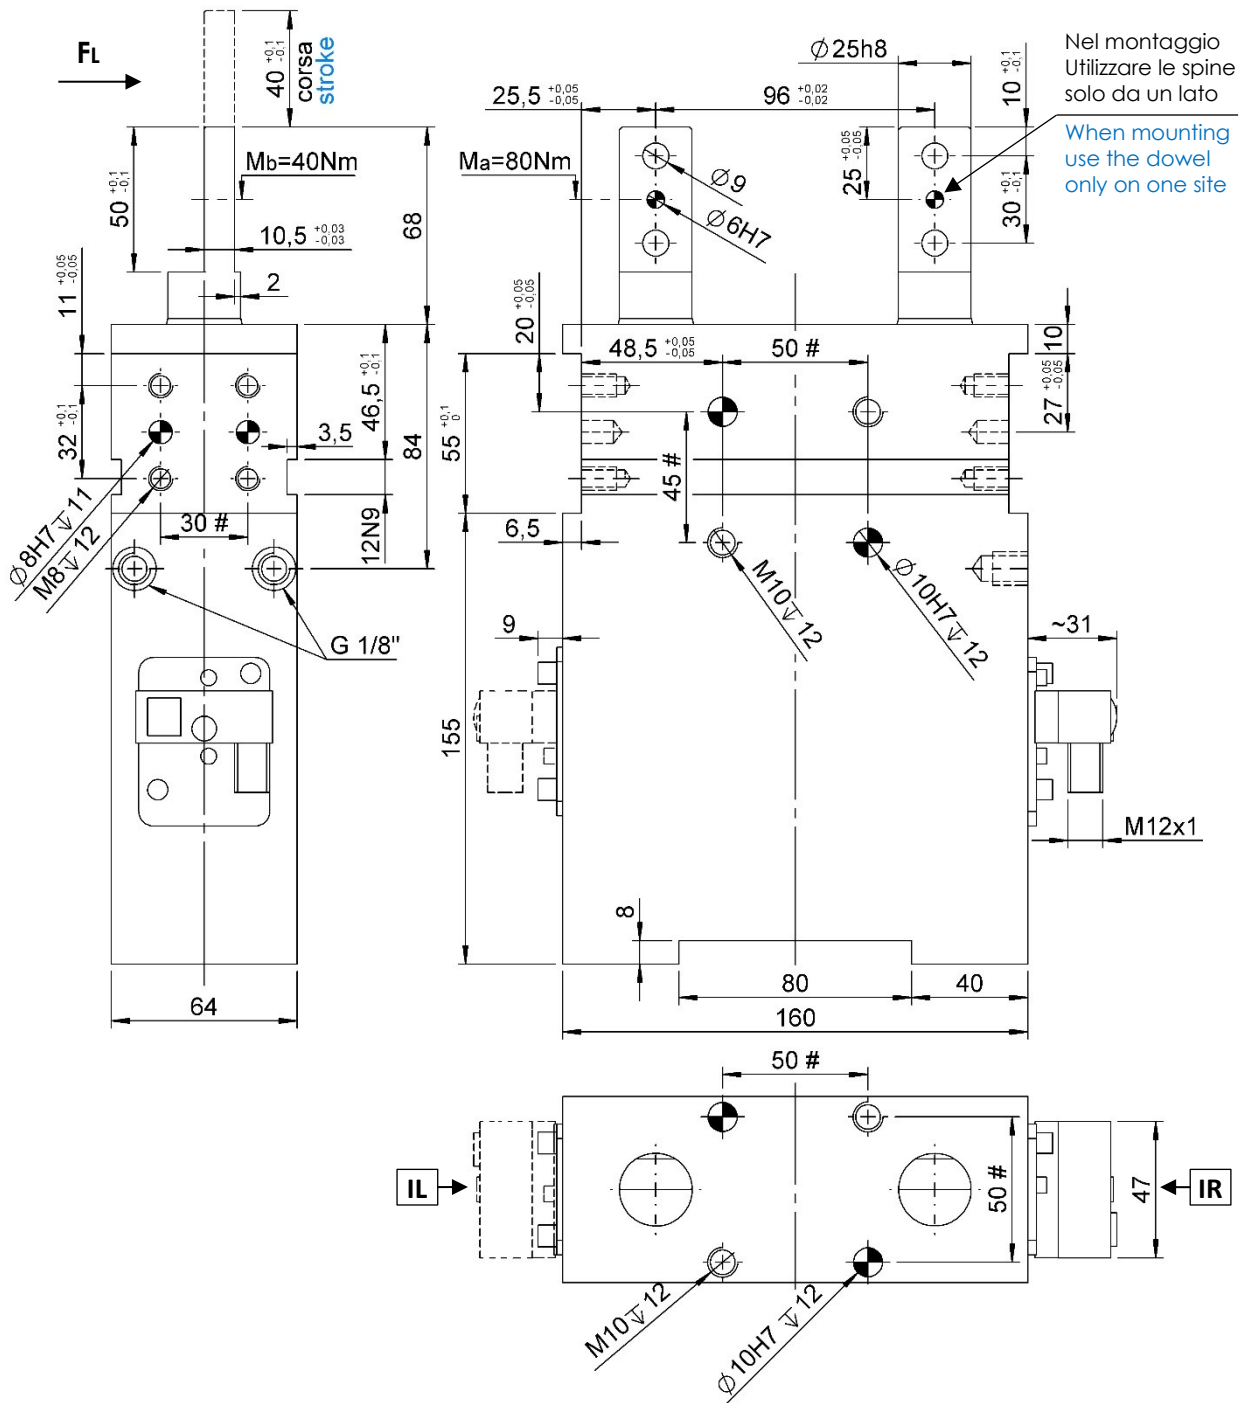 FL
40 +0,1 -0,1
corsa
stroke
50 +0,1 -0,1
Mb=40Nm
10,5 +0,03 -0,03
2
68
11 +0,05 -0,05
32 +0,1 -0,1
46,5 +0,1 -0,1
3,5
84
12N9
30 #
Ø8H7↧11
M8↧12
G 1/8"
64
Ø25h8
25,5 +0,05 -0,05
96 +0,02 -0,02
10 +0,1 -0,1
Nel montaggio
Utilizzare le spine
solo da un lato
When mounting
use the dowel
only on one site
Ma=80Nm
Ø9
Ø6H7
25 +0,05 -0,05
30 +0,1 -0,1
20 +0,05 -0,05
48,5 +0,05 -0,05
50 #
10
27 +0,05 -0,05
55 +0,1 0
45 #
6,5
M10↧12
Ø10H7↧12
9
~31
155
M12x1
8
80
40
160
50 #
50 #
47
IL
IR
M10↧12
Ø10H7 ↧12